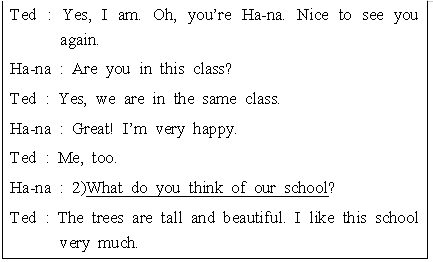 Ted : Yes, I am. Oh, you're Ha-na. Nice to see you
again.
Ha-na : Are you in this class?
Ted : Yes, we are in the same class.
Ha-na : Great! I'm very happy.
Ted : Me, too.
Ha-na : 2)What do you think of our school?
Ted : The trees are tall and beautiful. I like this school
very much.